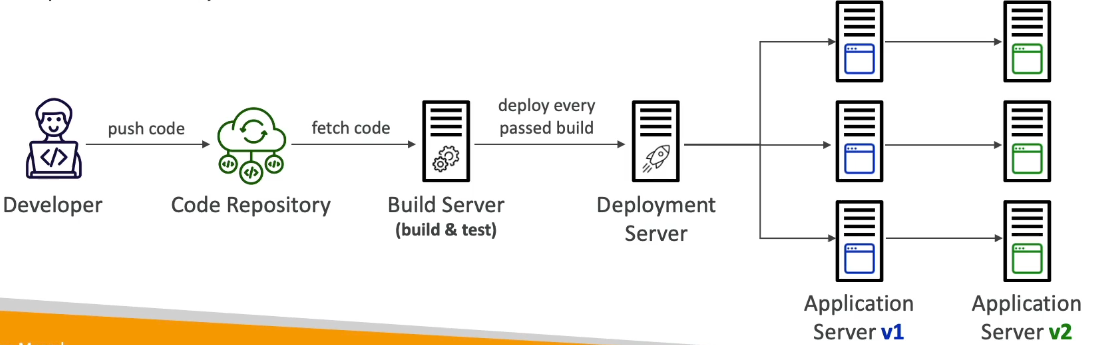 push code
fetch code
deploy every
passed build
Developer
Code Repository
Build Server
(build & test)
Deployment
Server
Application
Server v1
Application
Server v2